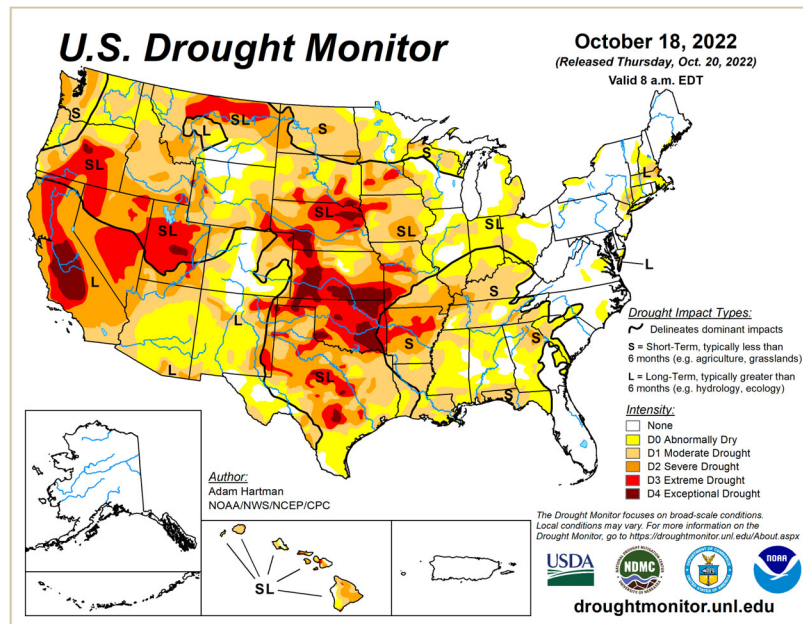 U.S. Drought Monitor
October 18, 2022
(Released Thursday, Oct. 20, 2022)
Valid 8 a.m. EDT
S
SL
L
S
S
SL
SL
SL
SL
SL
L
L
S
L
L
S
S
SL
L
S
S
Drought Impact Types:
Delineates dominant impacts
S = Short-Term, typically less than
6 months (e.g. agriculture, grasslands)
L = Long-Term, typically greater than
6 months (e.g. hydrology, ecology)
Intensity:
None
D0 Abnormally Dry
D1 Moderate Drought
D2 Severe Drought
D3 Extreme Drought
D4 Exceptional Drought
Author:
Adam Hartman
NOAA/NWS/NCEP/CPC
SL
The Drought Monitor focuses on broad-scale conditions.
Local conditions may vary. For more information on the
Drought Monitor, go to https://droughtmonitor.unl.edu/About.aspx
USDA
NDMC
NOAA
droughtmonitor.unl.edu